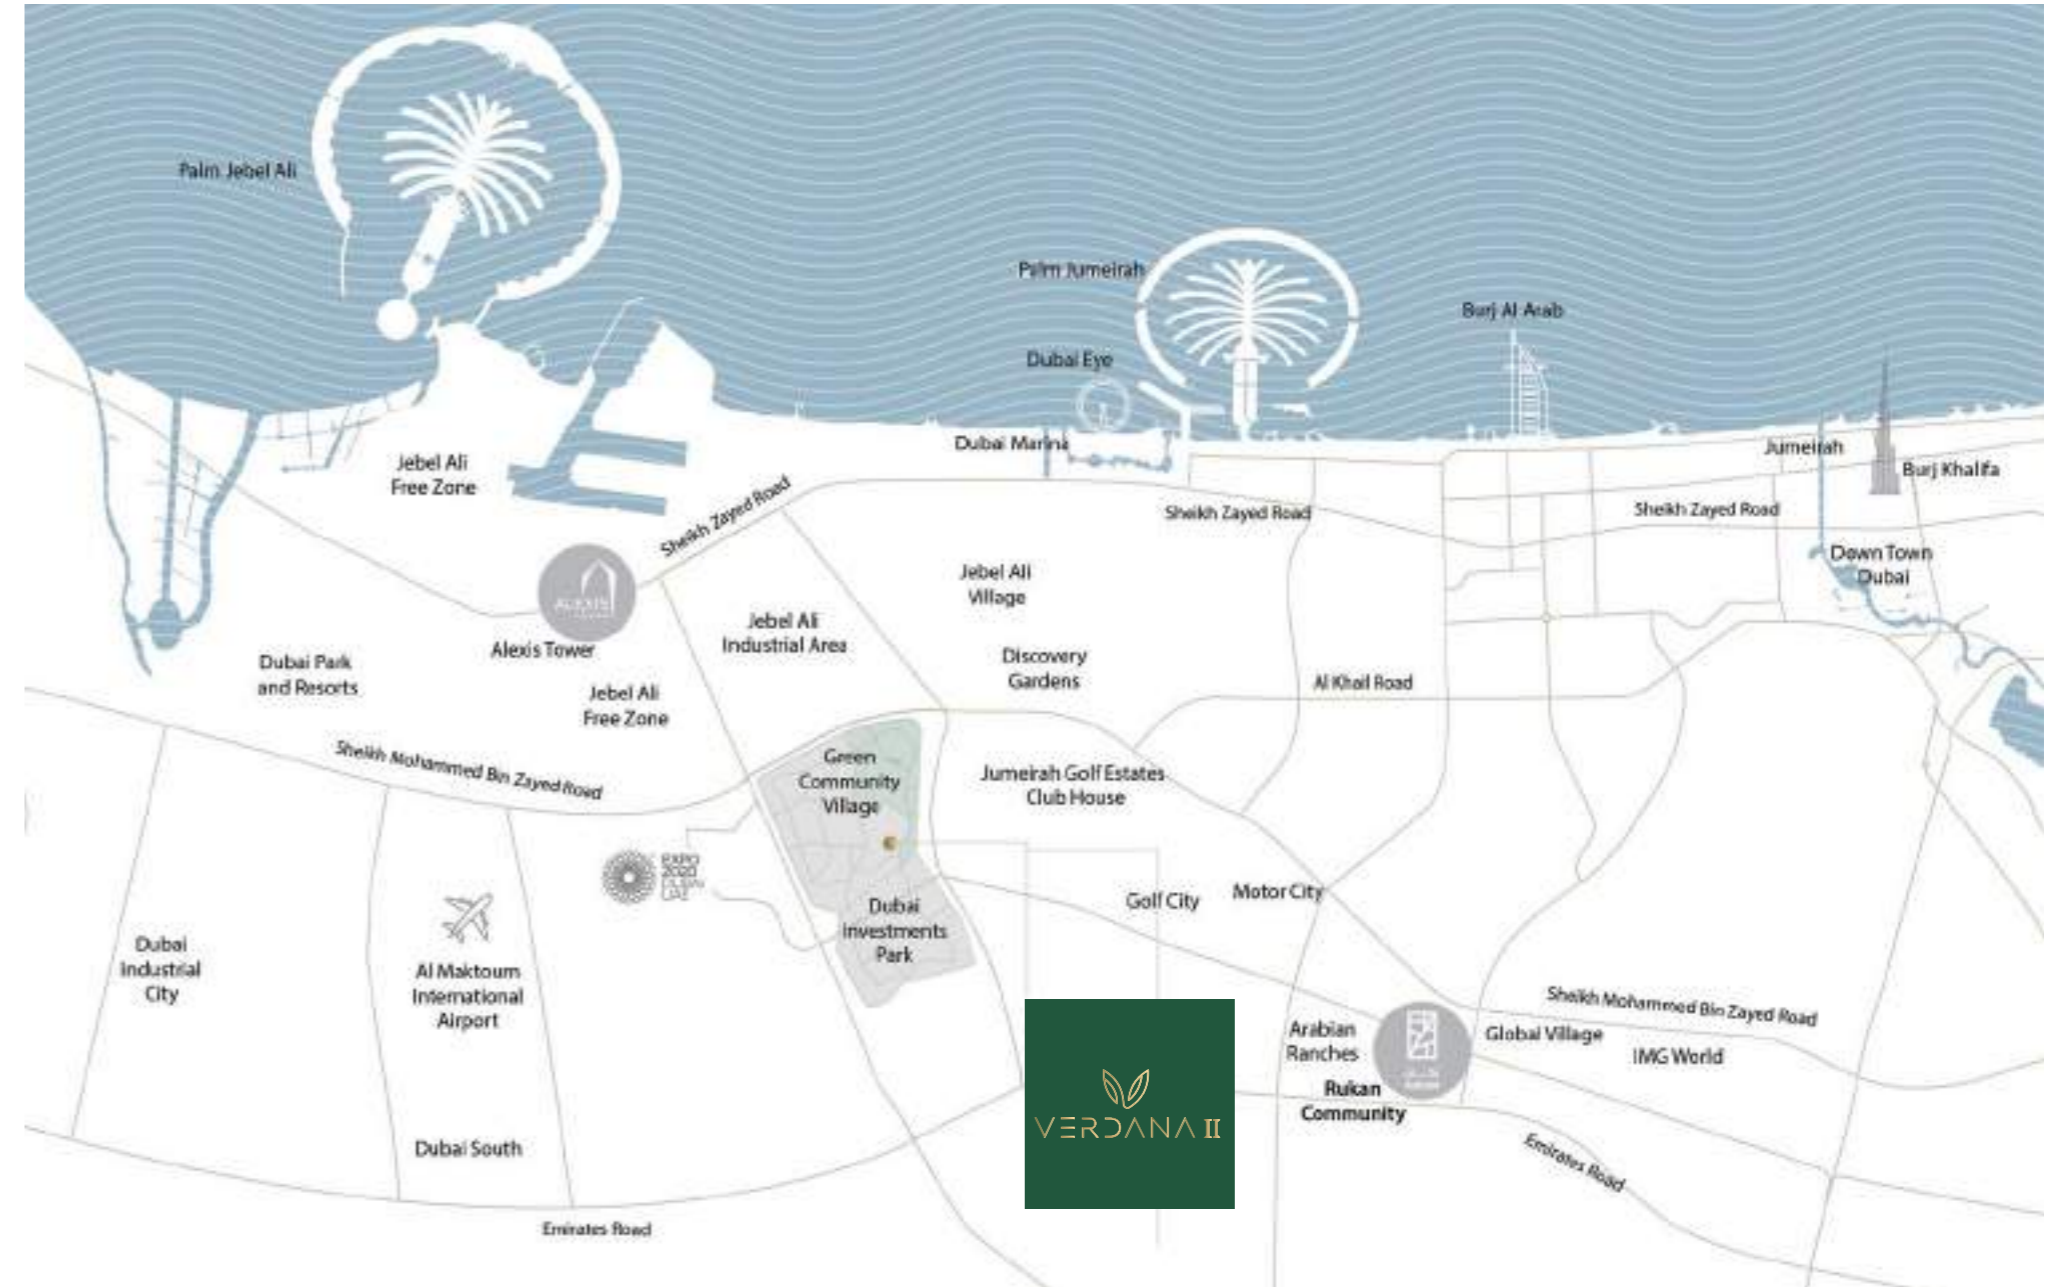 Palm Jebel Ali
Palm Jumeirah
Burj Al Arab
Dubai Eye
Dubai Marina
Jumeirah
Burj Khalifa
Jebel Ali
Free Zone
Sheikh Zayed Road
Sheikh Zayed Road
Sheikh Zayed Road
Down Town
Dubai
Jebel Ali
Village
ALEXIS
Alexis Tower
Jebel Ali
Industrial Area
Dubai Park
and Resorts
Discovery
Gardens
Jebel Ali
Free Zone
Al Khail Road
Sheikh Mohammed Bin Zayed Road
Green
Community
Village
Jumeirah Golf Estates
Club House
EXPO
2020
DUBAI
UAE
Golf City
Motor City
Dubai
Investments
Park
Dubai
Industrial
City
Al Maktoum
International
Airport
Sheikh Mohammed Bin Zayed Road
Arabian
Ranches
Global Village
IMG World
Rukan
Community
VERDANA II
Dubai South
Emirates Road
Emirates Road